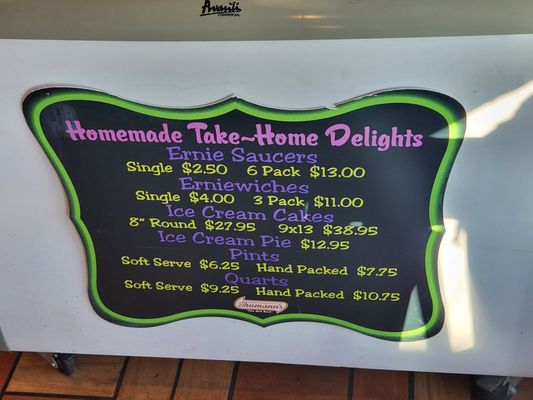 Avanti
COMMERCIAL
Homemade Take-Home Delights
Ernie Saucers
Single $2.50 6 Pack $13.00
Erniewiches
Single $4.00 3 Pack $11.00
Ice Cream Cakes
8" Round $27.95 9x13 $38.95
Ice Cream Pie $12.95
Pints
Soft Serve $6.25 Hand Packed $7.75
Quarts
Soft Serve $9.25 Hand Packed $10.75
Thumann's